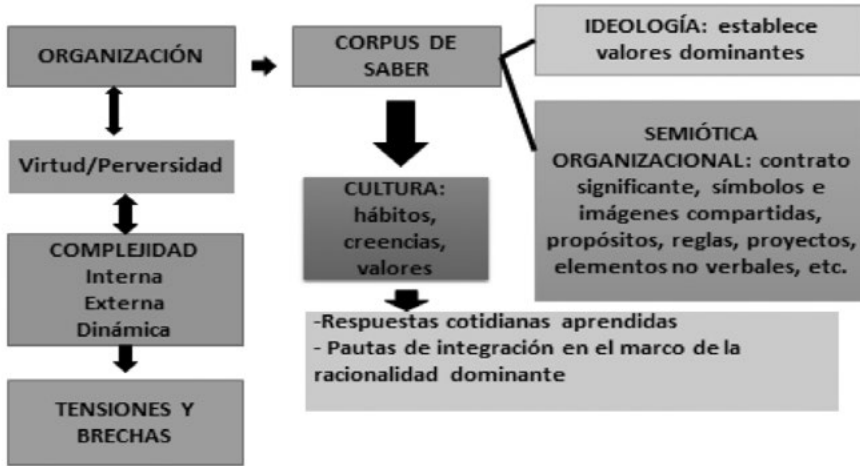 ORGANIZACIÓN
Virtud/Perversidad
COMPLEJIDAD
Interna
Externa
Dinámica
TENSIONES Y
BRECHAS
CORPUS DE
SABER
CULTURA:
hábitos,
creencias,
valores
-Respuestas cotidianas aprendidas
- Pautas de integración en el marco de la
racionalidad dominante
IDEOLOGÍA: establece
valores dominantes
SEMIÓTICA
ORGANIZACIONAL: contrato
significante, símbolos e
imágenes compartidas,
propósitos, reglas, proyectos,
elementos no verbales, etc.